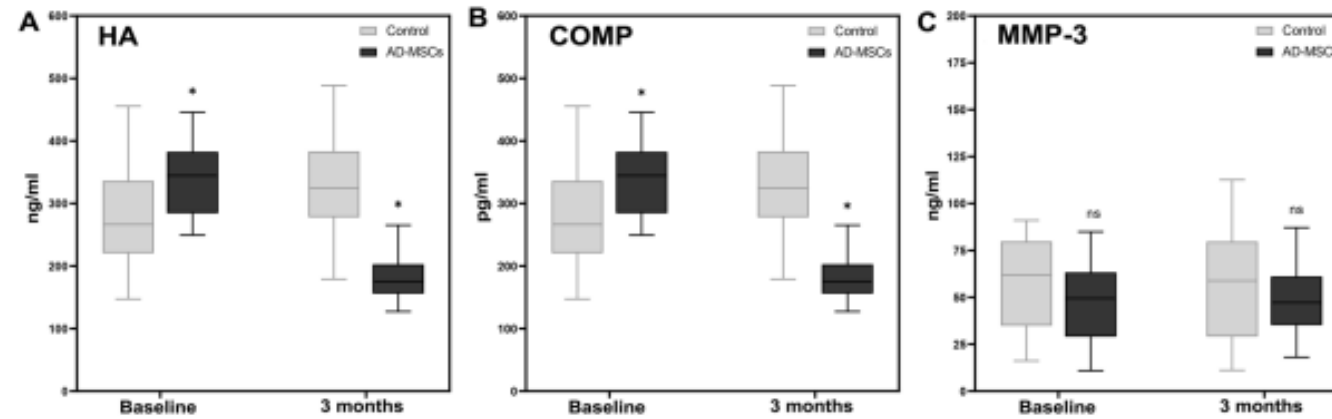 A
HA
Control
AD-MSCs
600
500
400
300
200
100
0
ng/ml
*
*
Baseline
3 months
B
COMP
Control
AD-MSCs
600
500
400
300
200
100
0
pg/ml
*
*
Baseline
3 months
C
MMP-3
Control
AD-MSC
200
175
150
125
100
75
50
25
0
ng/ml
ns
ns
Baseline
3 months